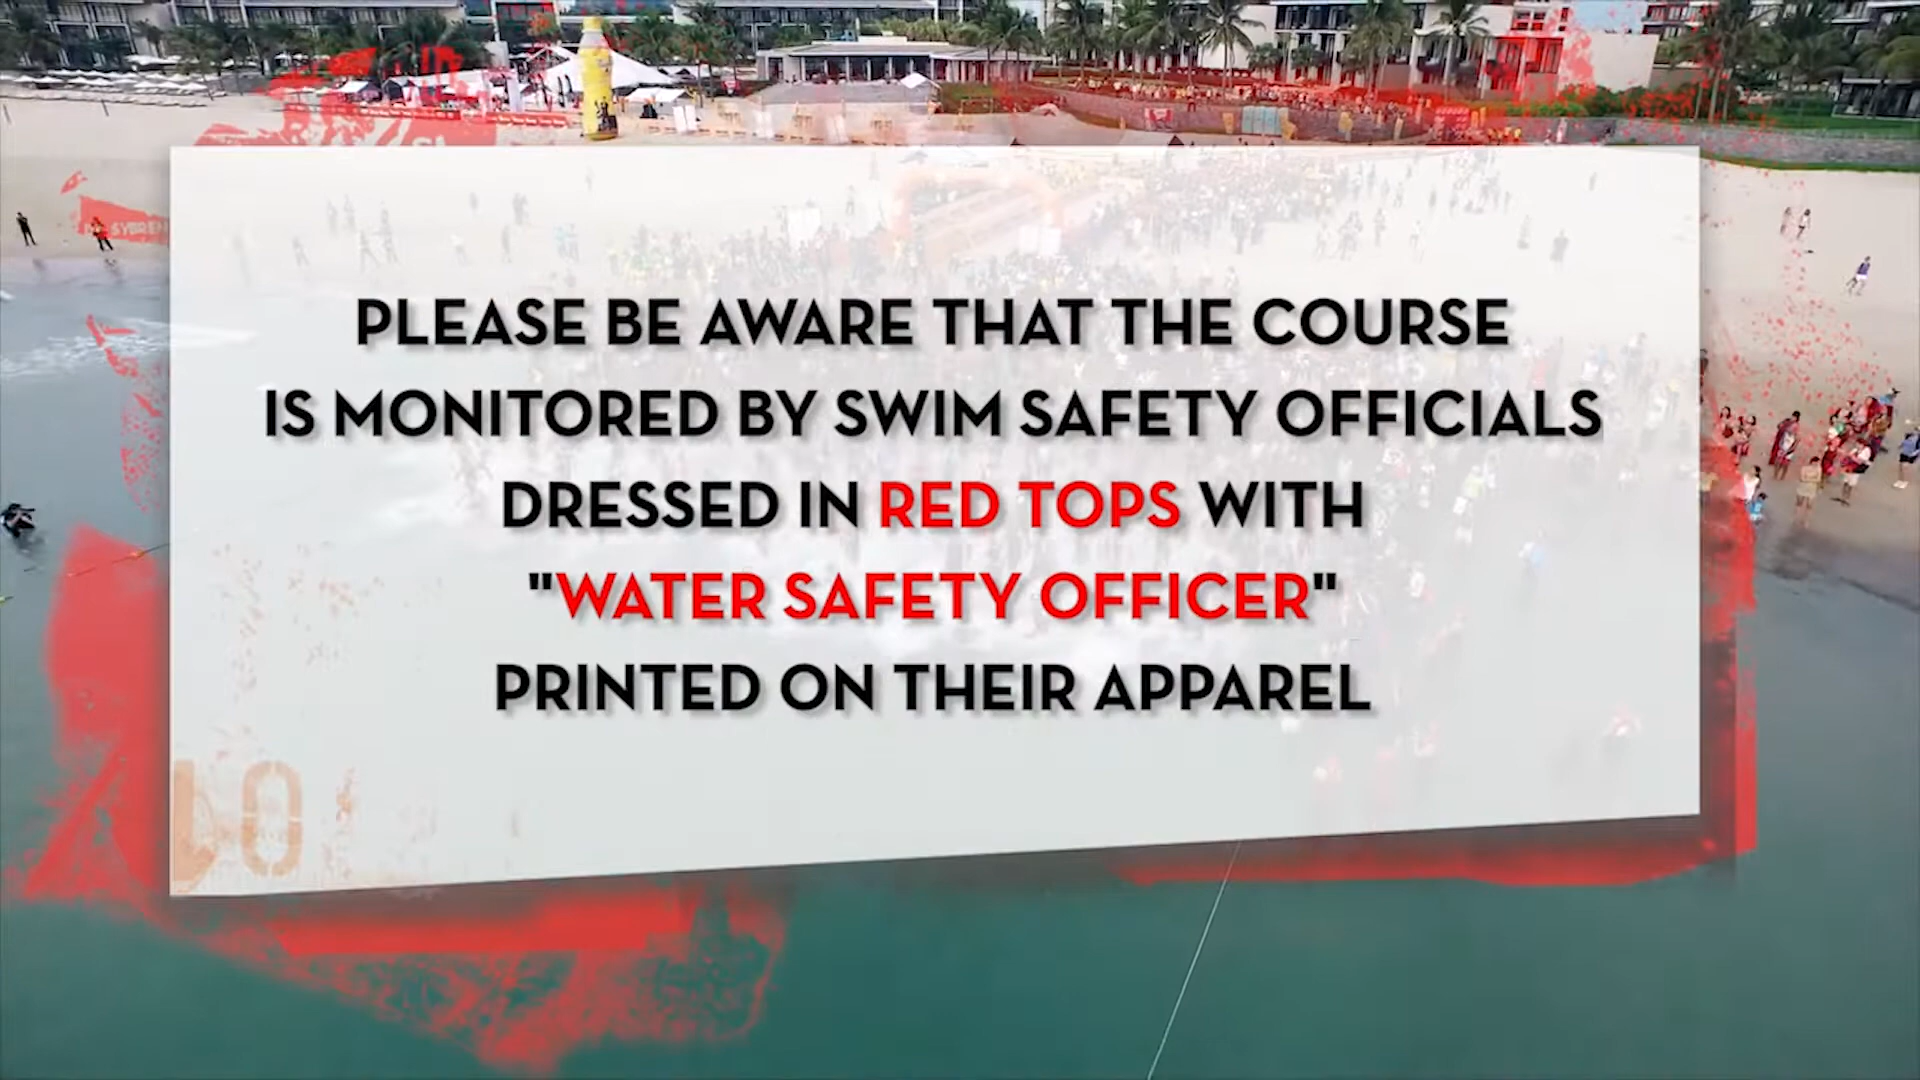 PLEASE BE AWARE THAT THE COURSE
IS MONITORED BY SWIM SAFETY OFFICIALS
DRESSED IN RED TOPS WITH
"WATER SAFETY OFFICER"
PRINTED ON THEIR APPAREL